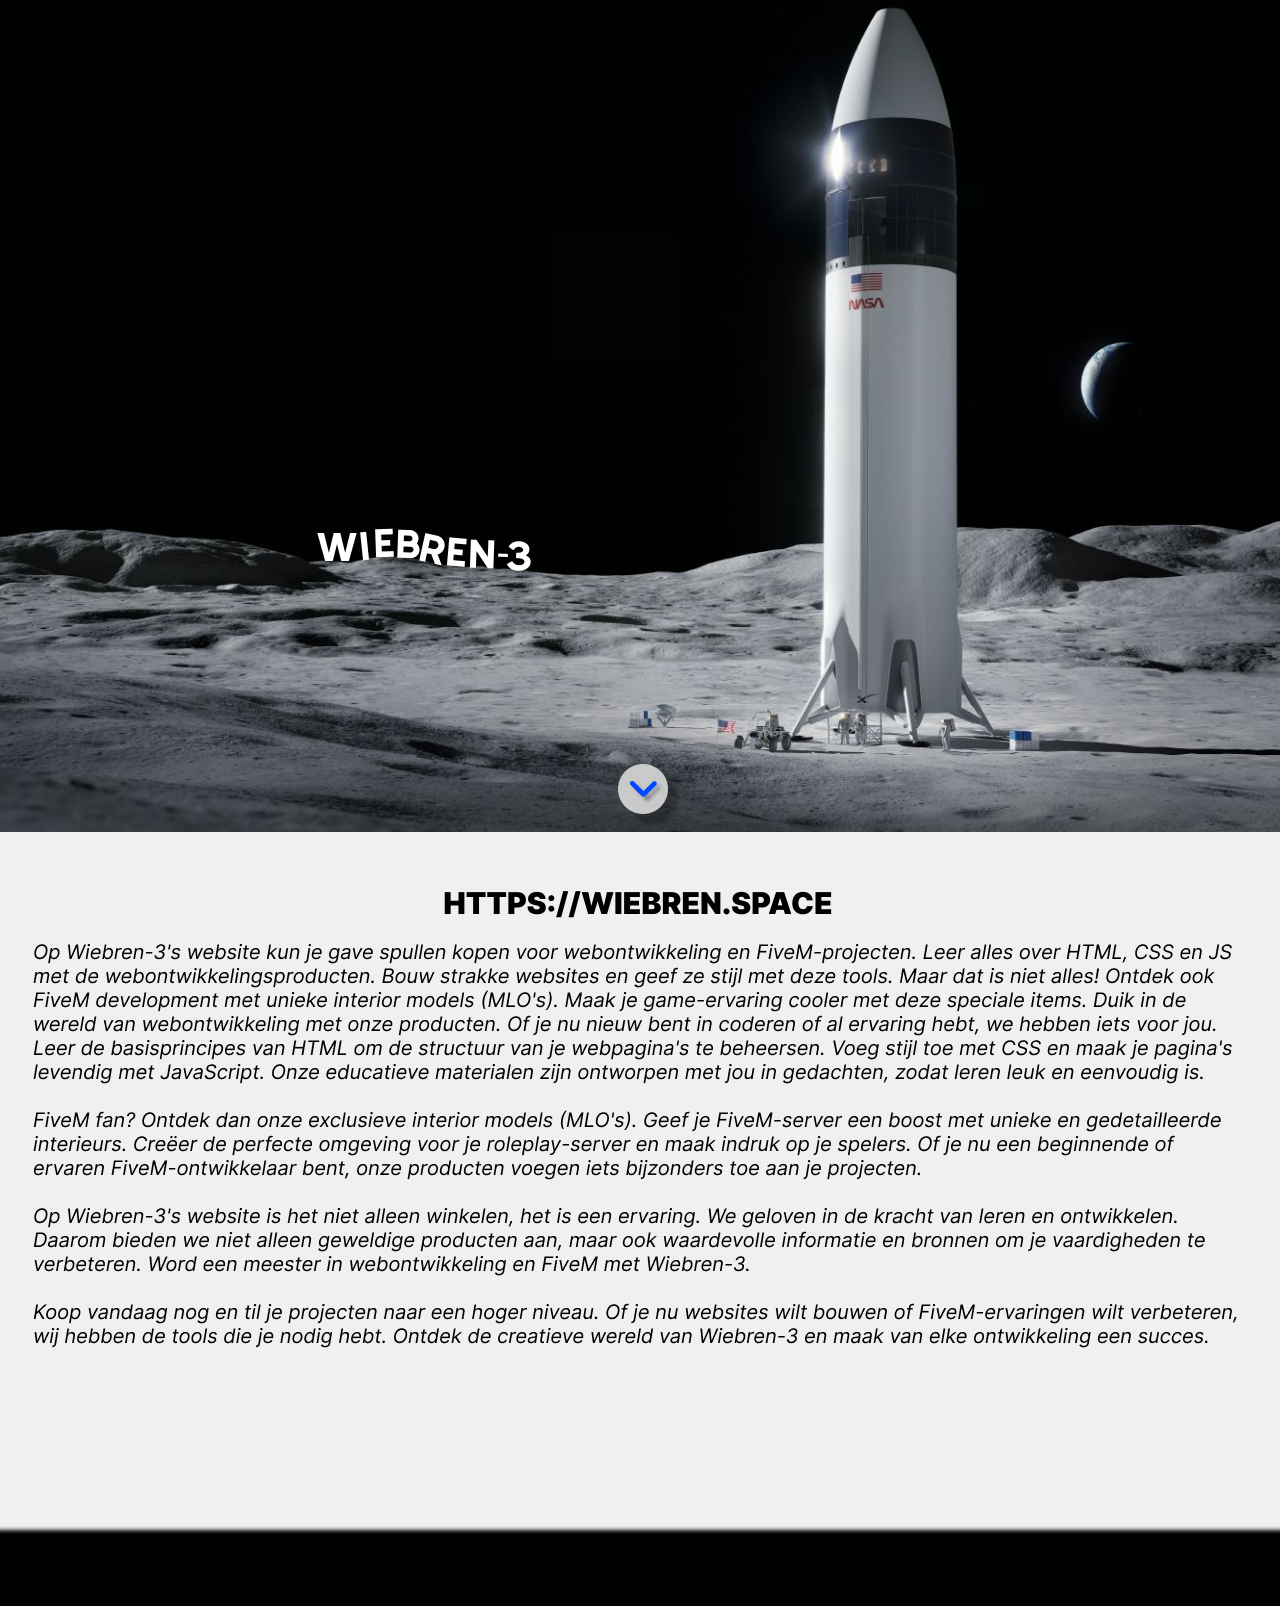 NASA
WIEBREN-3
HTTPS://WIEBREN.SPACE
Op Wiebren-3's website kun je gave spullen kopen voor webontwikkeling en FiveM-projecten. Leer alles over HTML, CSS en JS
met de webontwikkelingsproducten. Bouw strakke websites en geef ze stijl met deze tools. Maar dat is niet alles! Ontdek ook
FiveM development met unieke interior models (MLO's). Maak je game-ervaring cooler met deze speciale items. Duik in de
wereld van webontwikkeling met onze producten. Of je nu nieuw bent in coderen of al ervaring hebt, we hebben iets voor jou.
Leer de basisprincipes van HTML om de structuur van je webpagina's te beheersen. Voeg stijl toe met CSS en maak je pagina's
levendig met JavaScript. Onze educatieve materialen zijn ontworpen met jou in gedachten, zodat leren leuk en eenvoudig is.
FiveM fan? Ontdek dan onze exclusieve interior models (MLO's). Geef je FiveM-server een boost met unieke en gedetailleerde
interieurs. Creëer de perfecte omgeving voor je roleplay-server en maak indruk op je spelers. Of je nu een beginnende of
ervaren FiveM-ontwikkelaar bent, onze producten voegen iets bijzonders toe aan je projecten.
Op Wiebren-3's website is het niet alleen winkelen, het is een ervaring. We geloven in de kracht van leren en ontwikkelen.
Daarom bieden we niet alleen geweldige producten aan, maar ook waardevolle informatie en bronnen om je vaardigheden te
verbeteren. Word een meester in webontwikkeling en FiveM met Wiebren-3.
Koop vandaag nog en til je projecten naar een hoger niveau. Of je nu websites wilt bouwen of FiveM-ervaringen wilt verbeteren,
wij hebben de tools die je nodig hebt. Ontdek de creatieve wereld van Wiebren-3 en maak van elke ontwikkeling een succes.